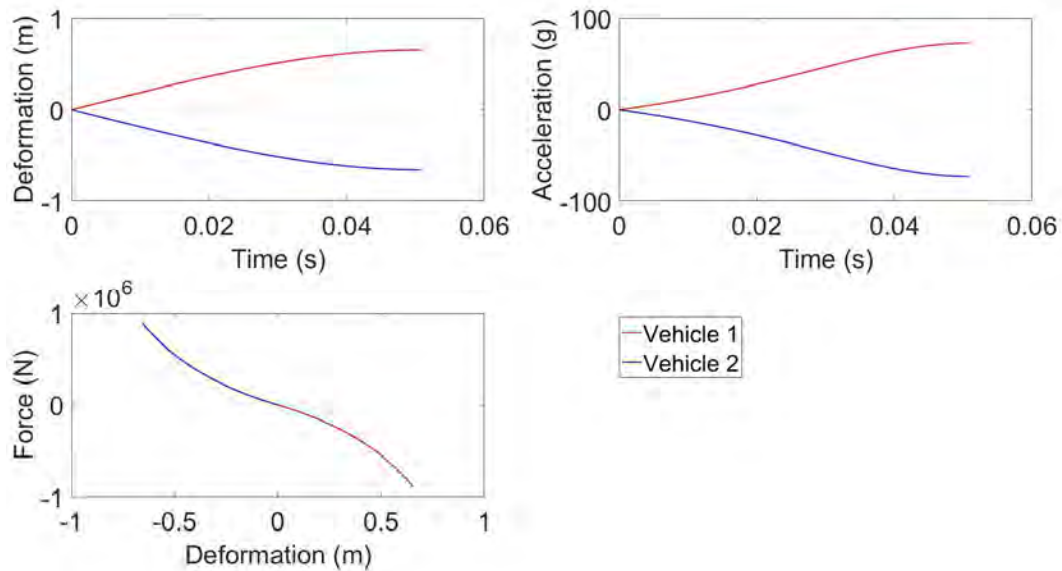 1
0
-1
Deformation (m)
0
0.02
0.04
0.06
Time (s)
100
0
-100
Acceleration (g)
0
0.02
0.04
0.06
Time (s)
×10⁶
1
0
-1
Force (N)
-1
-0.5
0
0.5
1
Deformation (m)
Vehicle 1
Vehicle 2